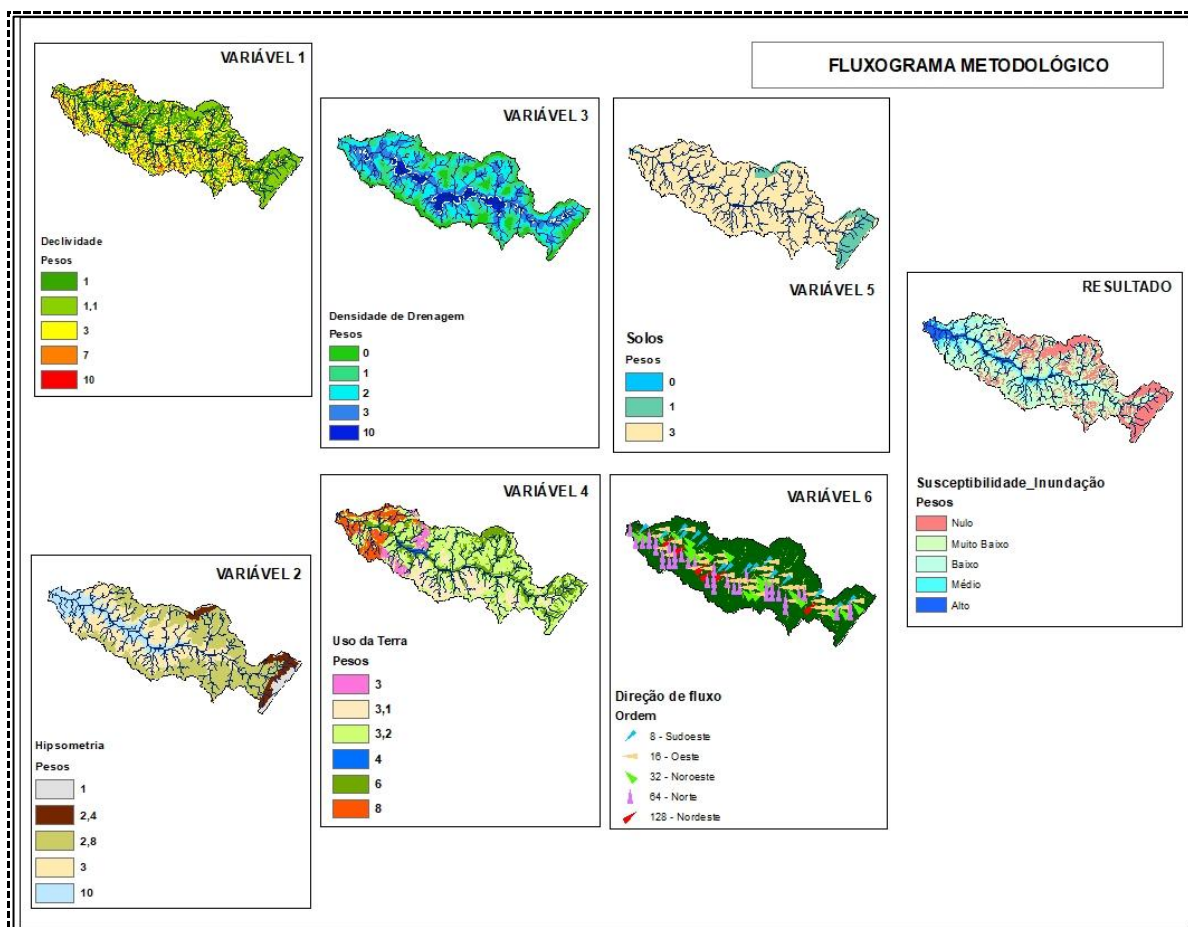 FLUXOGRAMA METODOLÓGICO
VARIÁVEL 1
Declividade
Pesos
1
1,1
3
7
10
VARIÁVEL 2
Hipsometria
Pesos
1
2,4
2,8
3
10
VARIÁVEL 3
Densidade de Drenagem
Pesos
0
1
2
3
10
VARIÁVEL 4
Uso da Terra
Pesos
3
3,1
3,2
4
6
8
VARIÁVEL 5
Solos
Pesos
0
1
3
VARIÁVEL 6
Direção de fluxo
Ordem
8 - Sudoeste
16 - Oeste
32 - Noroeste
64 - Norte
128 - Nordeste
RESULTADO
Susceptibilidade_Inundação
Pesos
Nulo
Muito Baixo
Baixo
Médio
Alto